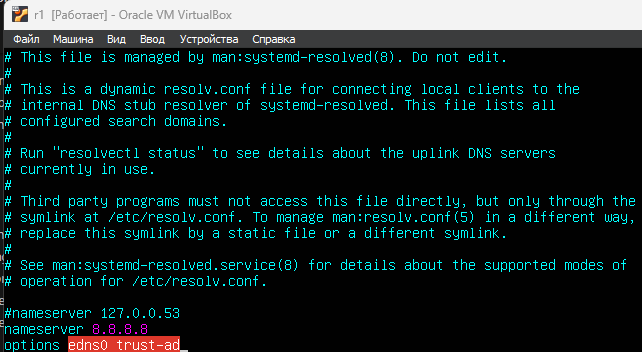 r1 [Работает] - Oracle VM VirtualBox
Файл Машина Вид Ввод Устройства Справка
# This file is managed by man:systemd-resolved(8). Do not edit.
#
# This is a dynamic resolv.conf file for connecting local clients to the
# internal DNS stub resolver of systemd-resolved. This file lists all
# configured search domains.
#
# Run "resolvectl status" to see details about the uplink DNS servers
# currently in use.
#
# Third party programs must not access this file directly, but only through the
# symlink at /etc/resolv.conf. To manage man:resolv.conf(5) in a different way,
# replace this symlink by a static file or a different symlink.
#
# See man:systemd-resolved.service(8) for details about the supported modes of
# operation for /etc/resolv.conf.
#nameserver 127.0.0.53
nameserver 8.8.8.8
options edns0 trust-ad